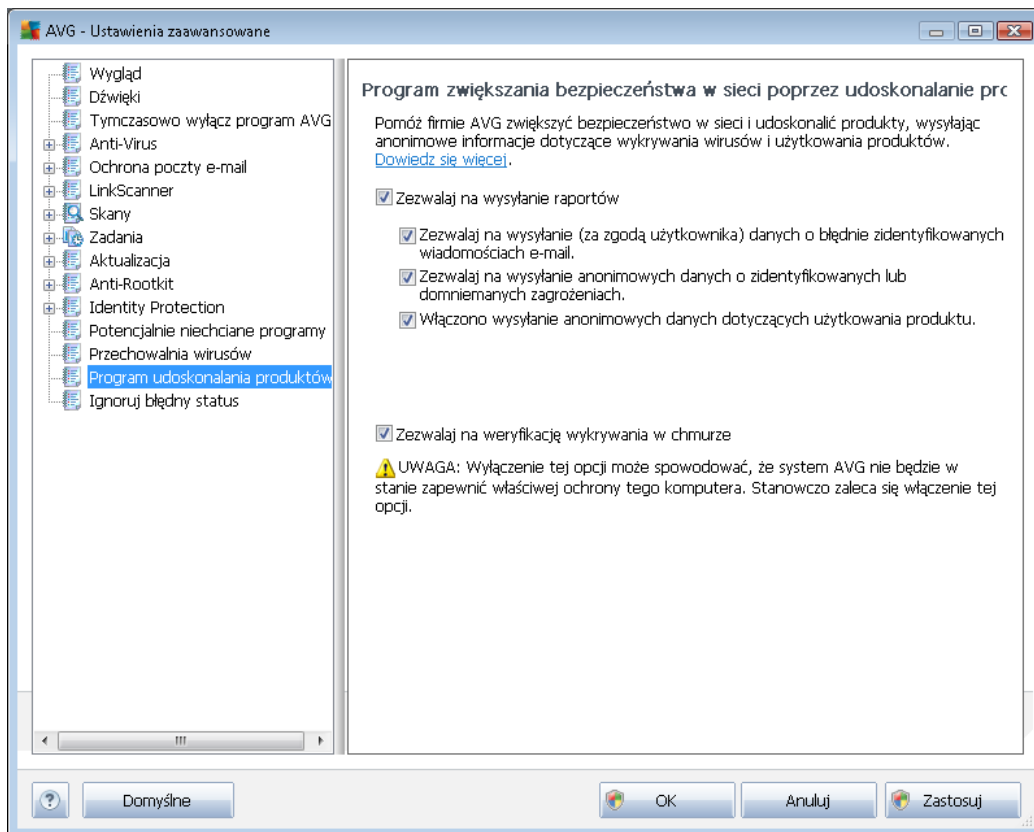 AVG - Ustawienia zaawansowane
Wygląd
Dźwięki
Tymczasowo wyłącz program AVG
Anti-Virus
Ochrona poczty e-mail
LinkScanner
Skany
Zadania
Aktualizacja
Anti-Rootkit
Identity Protection
Potencjalnie niechciane programy
Przechowalnia wirusów
Program udoskonalania produktów
Ignoruj błędny status
Program zwiększania bezpieczeństwa w sieci poprzez udoskonalanie prc
Pomóż firmie AVG zwiększyć bezpieczeństwo w sieci i udoskonalić produkty, wysyłając
anonimowe informacje dotyczące wykrywania wirusów i użytkowania produktów.
Dowiedz się więcej.
Zezwalaj na wysyłanie raportów
Zezwalaj na wysyłanie (za zgodą użytkownika) danych o błędnie zidentyfikowanych
wiadomościach e-mail.
Zezwalaj na wysyłanie anonimowych danych o zidentyfikowanych lub
domniemanych zagrożeniach.
Włączono wysyłanie anonimowych danych dotyczących użytkowania produktu.
Zezwalaj na weryfikację wykrywania w chmurze
UWAGA: Wyłączenie tej opcji może spowodować, że system AVG nie będzie w
stanie zapewnić właściwej ochrony tego komputera. Stanowczo zaleca się włączenie tej
opcji.
? Domyślne OK Anuluj Zastosuj